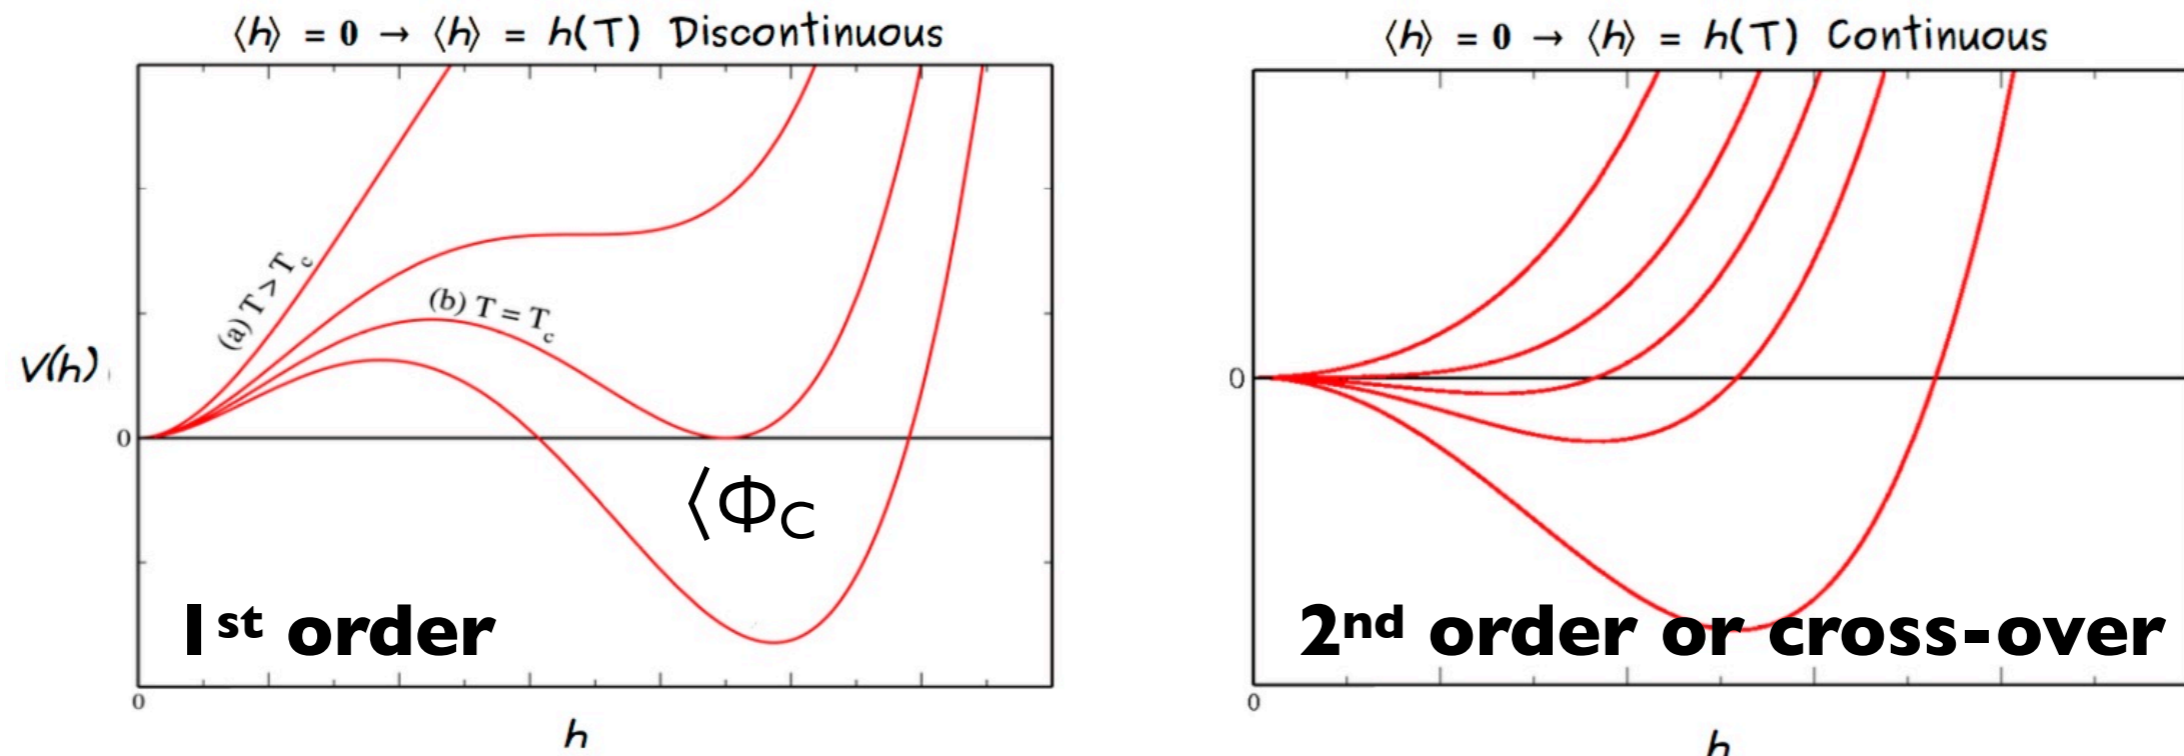 ⟨h⟩ = 0 → ⟨h⟩ = h(T) Discontinuous
(a) T > Tc
(b) T = Tc
V(h)
0
⟨ΦC
1st order
0
h
⟨h⟩ = 0 → ⟨h⟩ = h(T) Continuous
0
2nd order or cross-over
0
h